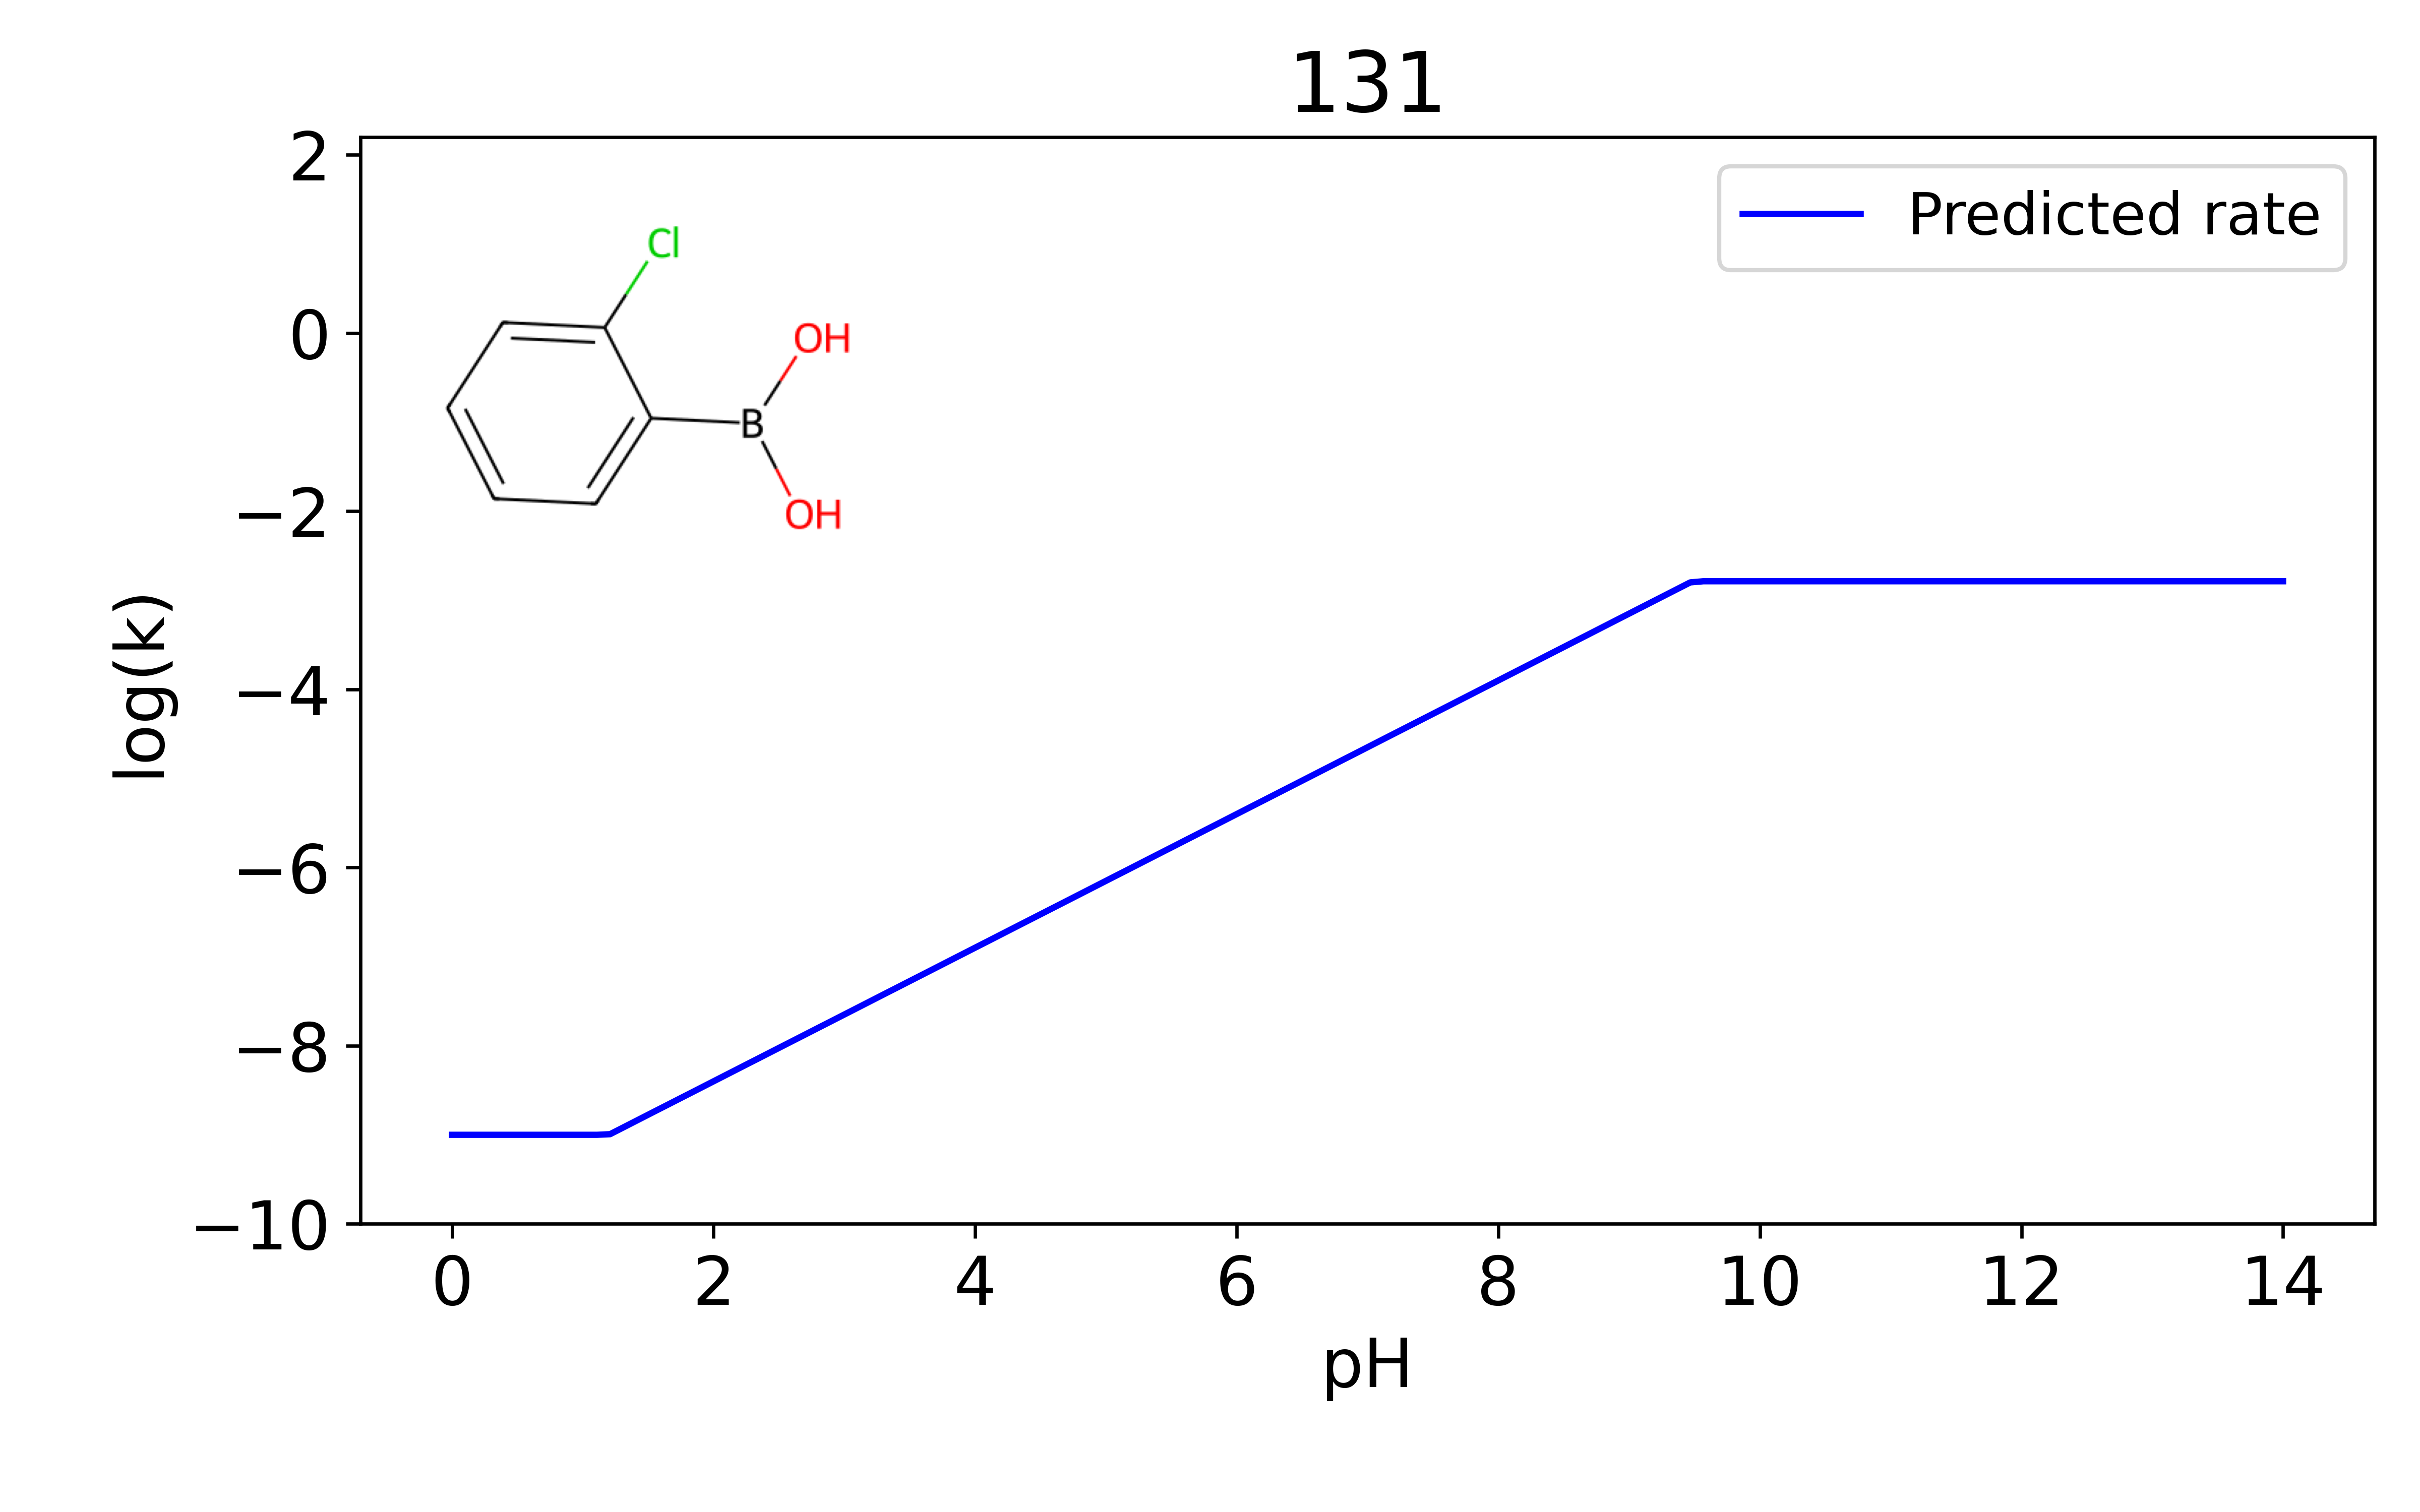 131
2
0
−2
−4
−6
−8
−10
log(k)
Predicted rate
Cl
OH
B
OH
0 2 4 6 8 10 12 14
pH